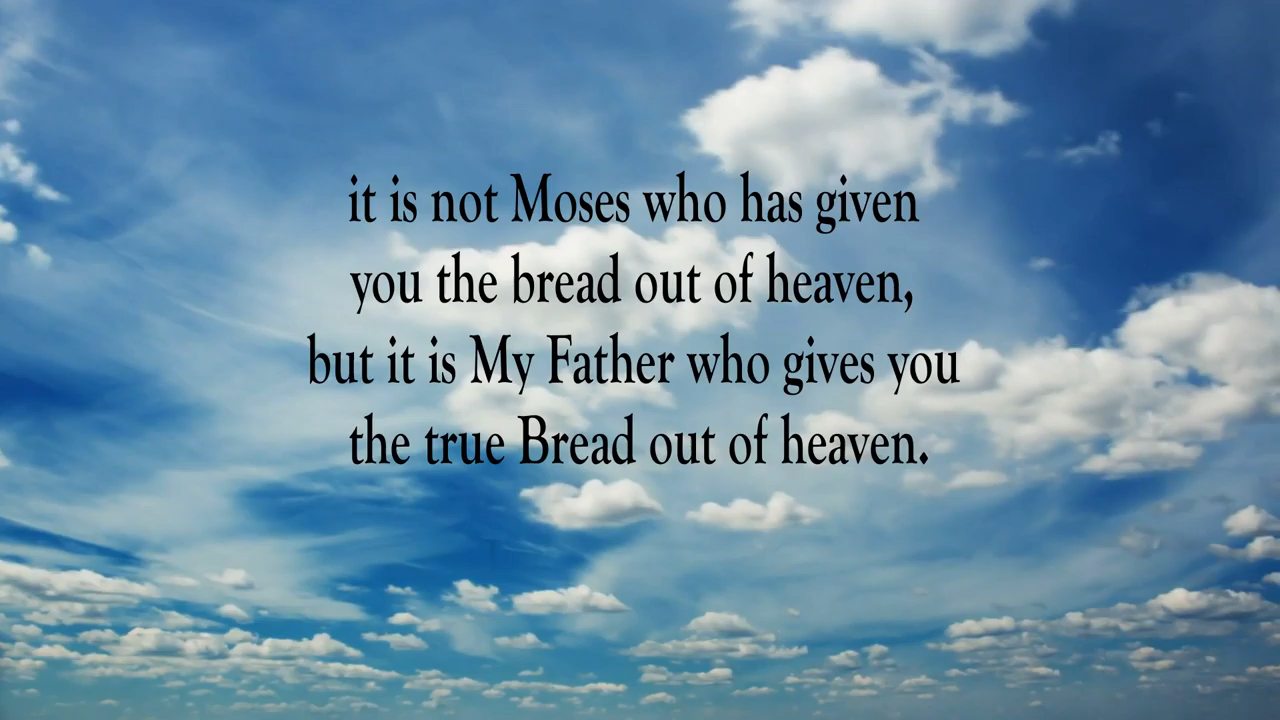 it is not Moses who has given
you the bread out of heaven,
but it is My Father who gives you
the true Bread out of heaven.